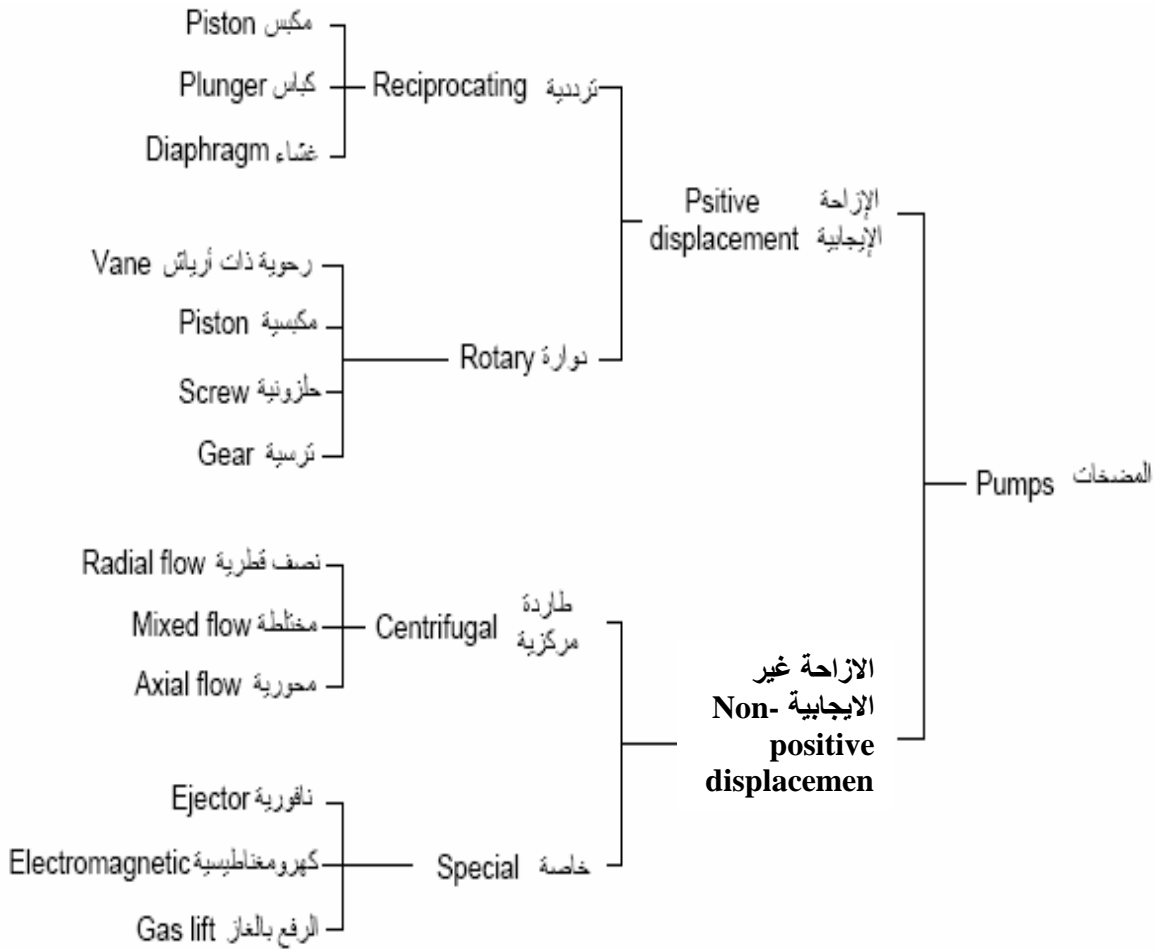 Piston مكبس
Plunger كباس
Diaphragm غشاء
Reciprocating ترددية
Psitive الإزاحة
displacement الإيجابية
Vane رحوية ذات أرياش
Piston مكبسية
Screw حلزونية
Gear ترسية
Rotary دوارة
Pumps المضخات
Radial flow نصف قطرية
Mixed flow مختلطة
Axial flow محورية
Centrifugal طاردة
مركزية
الازاحة غير
الايجابية Non-
positive
displacemen
Ejector نافورية
Electromagnetic كهرومغناطيسية
Gas lift الرفع بالغاز
Special خاصة